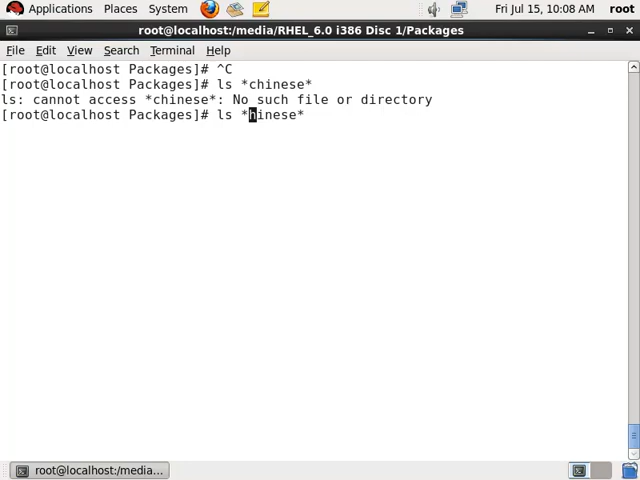 Applications Places System Fri Jul 15, 10:08 AM root
root@localhost:/media/RHEL_6.0 i386 Disc 1/Packages
File Edit View Search Terminal Help
[root@localhost Packages]# ^C
[root@localhost Packages]# ls *chinese*
ls: cannot access *chinese*: No such file or directory
[root@localhost Packages]# ls *hinese*
root@localhost:/media...